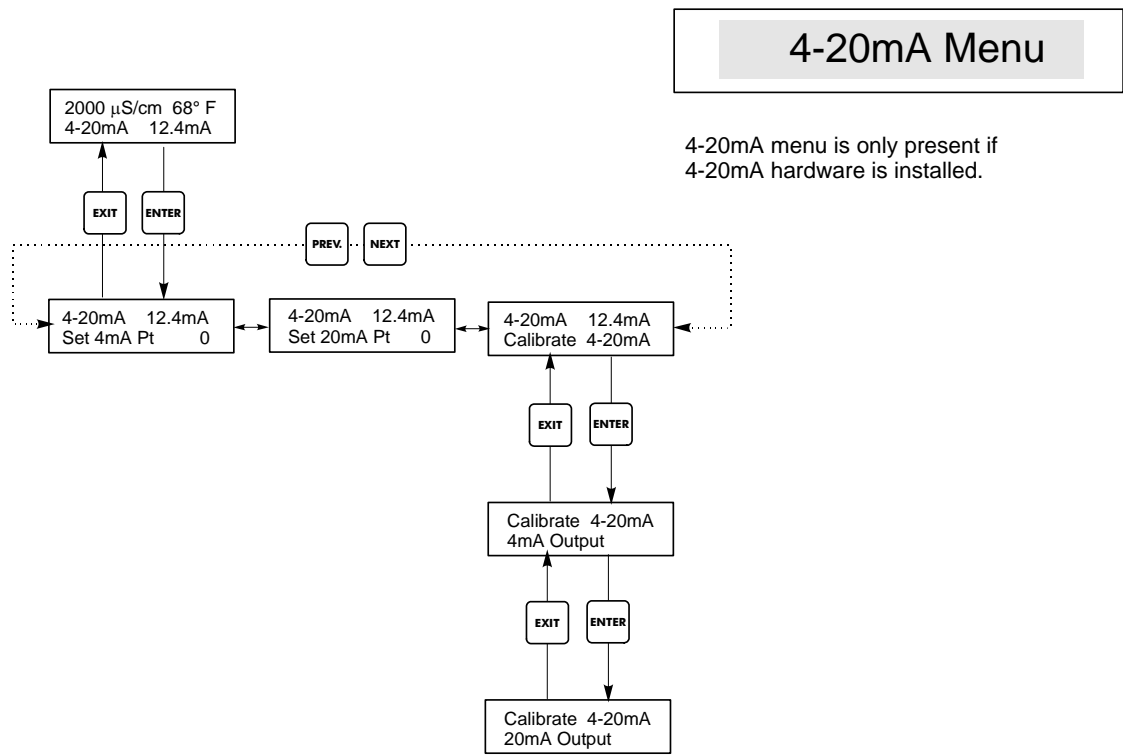 4-20mA Menu
4-20mA menu is only present if
4-20mA hardware is installed.
2000 μS/cm 68° F
4-20mA 12.4mA
EXIT
ENTER
PREV.
NEXT
4-20mA 12.4mA
Set 4mA Pt 0
4-20mA 12.4mA
Set 20mA Pt 0
4-20mA 12.4mA
Calibrate 4-20mA
EXIT
ENTER
Calibrate 4-20mA
4mA Output
EXIT
ENTER
Calibrate 4-20mA
20mA Output